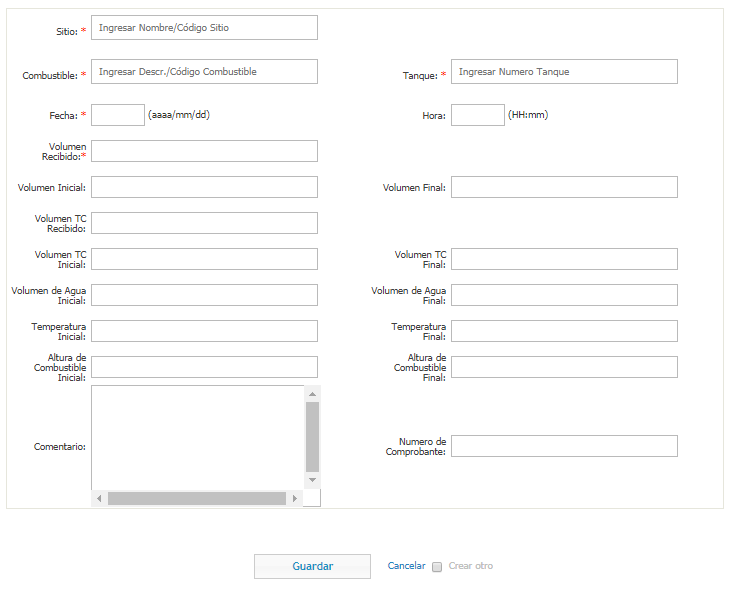 Sitio: * Ingresar Nombre/Código Sitio
Combustible: * Ingresar Descr./Código Combustible Tanque: * Ingresar Numero Tanque
Fecha: * (aaaa/mm/dd) Hora: (HH:mm)
Volumen
Recibido:*
Volumen Inicial: Volumen Final:
Volumen TC
Recibido:
Volumen TC
Inicial:
Volumen TC
Final:
Volumen de Agua
Inicial:
Volumen de Agua
Final:
Temperatura
Inicial:
Temperatura
Final:
Altura de
Combustible
Inicial:
Altura de
Combustible
Final:
Comentario:
Numero de
Comprobante:
Guardar Cancelar Crear otro